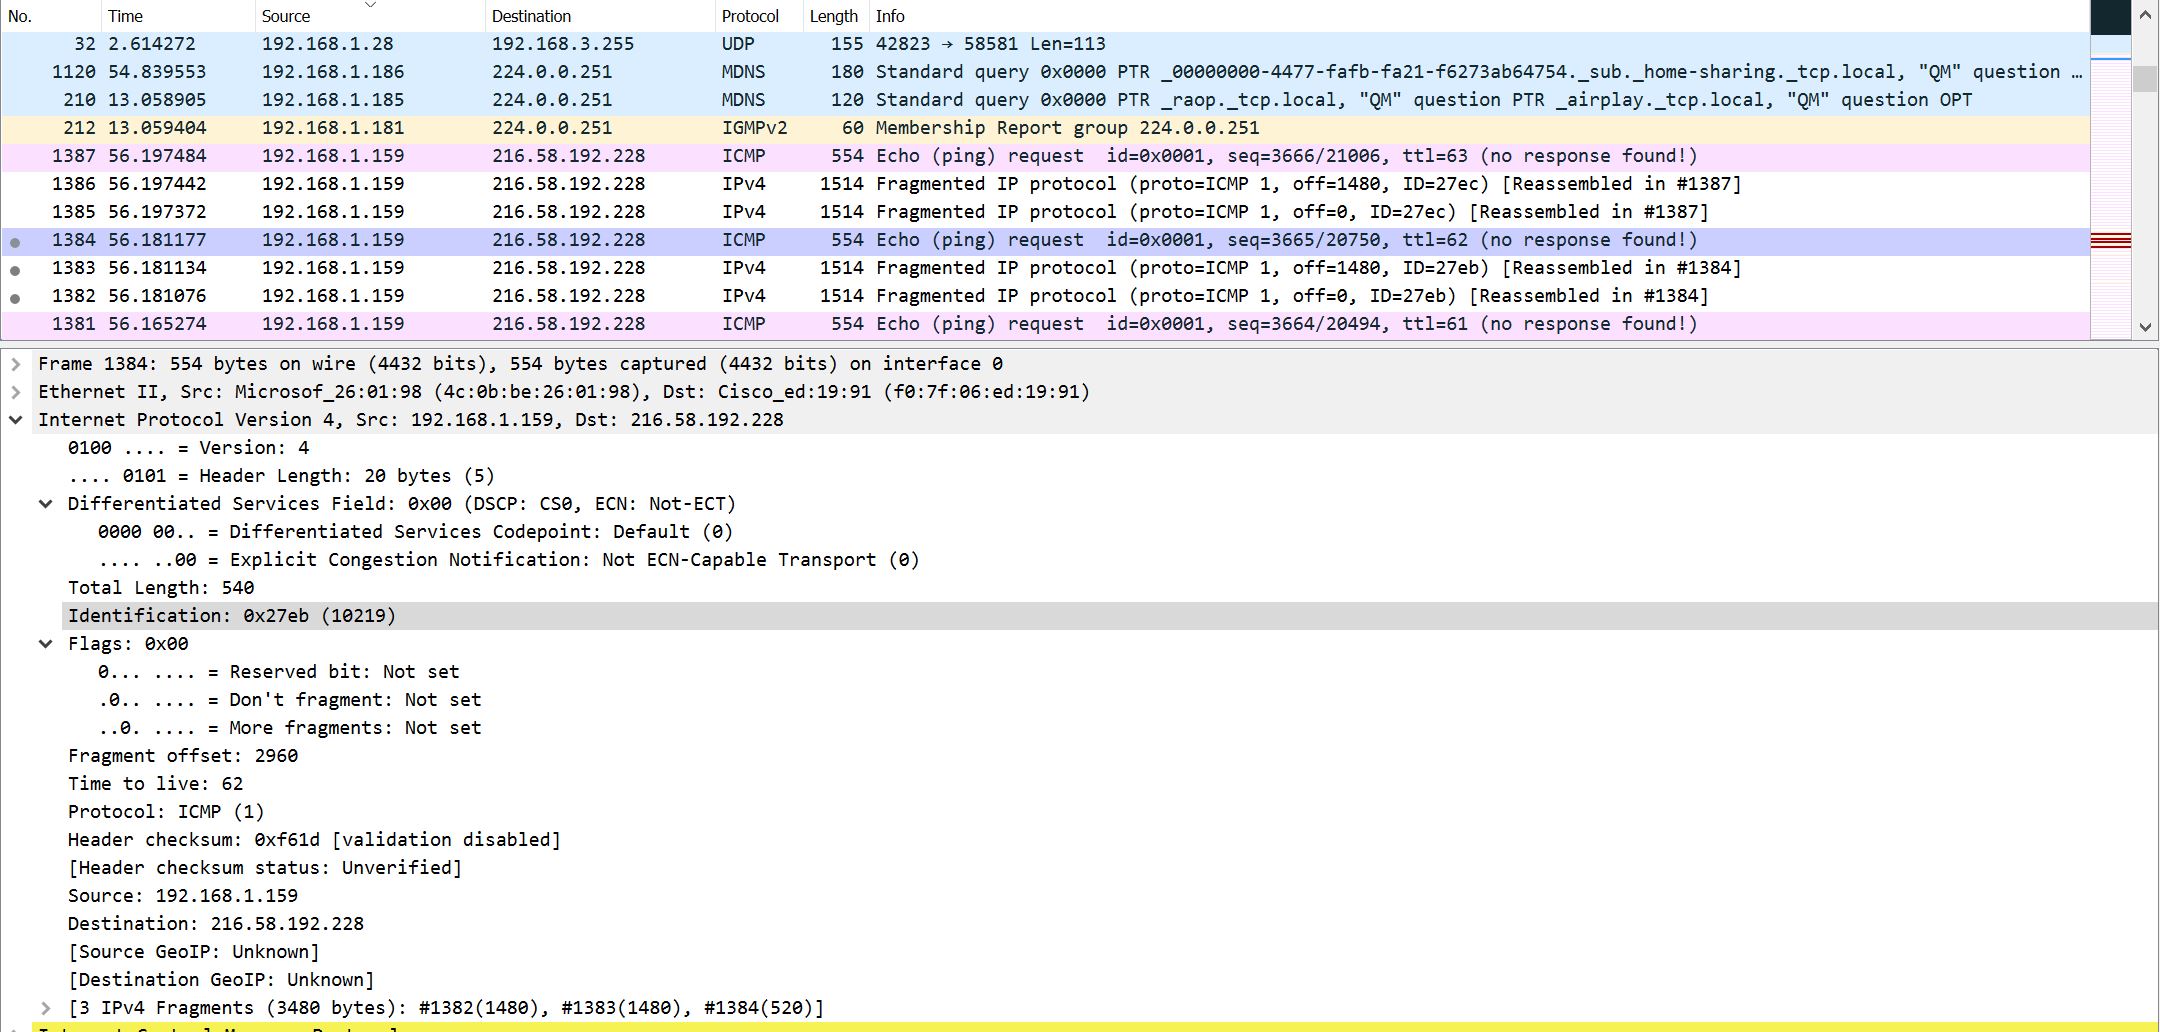 No. Time Source Destination Protocol Length Info
32 2.614272 192.168.1.28 192.168.3.255 UDP 155 42823 → 58581 Len=113
1120 54.839553 192.168.1.186 224.0.0.251 MDNS 180 Standard query 0x0000 PTR _00000000-4477-fafb-fa21-f6273ab64754._sub._home-sharing._tcp.local, "QM" question …
210 13.058905 192.168.1.185 224.0.0.251 MDNS 120 Standard query 0x0000 PTR _raop._tcp.local, "QM" question PTR _airplay._tcp.local, "QM" question OPT
212 13.059404 192.168.1.181 224.0.0.251 IGMPv2 60 Membership Report group 224.0.0.251
1387 56.197484 192.168.1.159 216.58.192.228 ICMP 554 Echo (ping) request id=0x0001, seq=3666/21006, ttl=63 (no response found!)
1386 56.197442 192.168.1.159 216.58.192.228 IPv4 1514 Fragmented IP protocol (proto=ICMP 1, off=1480, ID=27ec) [Reassembled in #1387]
1385 56.197372 192.168.1.159 216.58.192.228 IPv4 1514 Fragmented IP protocol (proto=ICMP 1, off=0, ID=27ec) [Reassembled in #1387]
1384 56.181177 192.168.1.159 216.58.192.228 ICMP 554 Echo (ping) request id=0x0001, seq=3665/20750, ttl=62 (no response found!)
1383 56.181134 192.168.1.159 216.58.192.228 IPv4 1514 Fragmented IP protocol (proto=ICMP 1, off=1480, ID=27eb) [Reassembled in #1384]
1382 56.181076 192.168.1.159 216.58.192.228 IPv4 1514 Fragmented IP protocol (proto=ICMP 1, off=0, ID=27eb) [Reassembled in #1384]
1381 56.165274 192.168.1.159 216.58.192.228 ICMP 554 Echo (ping) request id=0x0001, seq=3664/20494, ttl=61 (no response found!)
Frame 1384: 554 bytes on wire (4432 bits), 554 bytes captured (4432 bits) on interface 0
Ethernet II, Src: Microsof_26:01:98 (4c:0b:be:26:01:98), Dst: Cisco_ed:19:91 (f0:7f:06:ed:19:91)
Internet Protocol Version 4, Src: 192.168.1.159, Dst: 216.58.192.228
0100 .... = Version: 4
.... 0101 = Header Length: 20 bytes (5)
Differentiated Services Field: 0x00 (DSCP: CS0, ECN: Not-ECT)
0000 00.. = Differentiated Services Codepoint: Default (0)
.... ..00 = Explicit Congestion Notification: Not ECN-Capable Transport (0)
Total Length: 540
Identification: 0x27eb (10219)
Flags: 0x00
0... .... = Reserved bit: Not set
.0.. .... = Don't fragment: Not set
..0. .... = More fragments: Not set
Fragment offset: 2960
Time to live: 62
Protocol: ICMP (1)
Header checksum: 0xf61d [validation disabled]
[Header checksum status: Unverified]
Source: 192.168.1.159
Destination: 216.58.192.228
[Source GeoIP: Unknown]
[Destination GeoIP: Unknown]
[3 IPv4 Fragments (3480 bytes): #1382(1480), #1383(1480), #1384(520)]